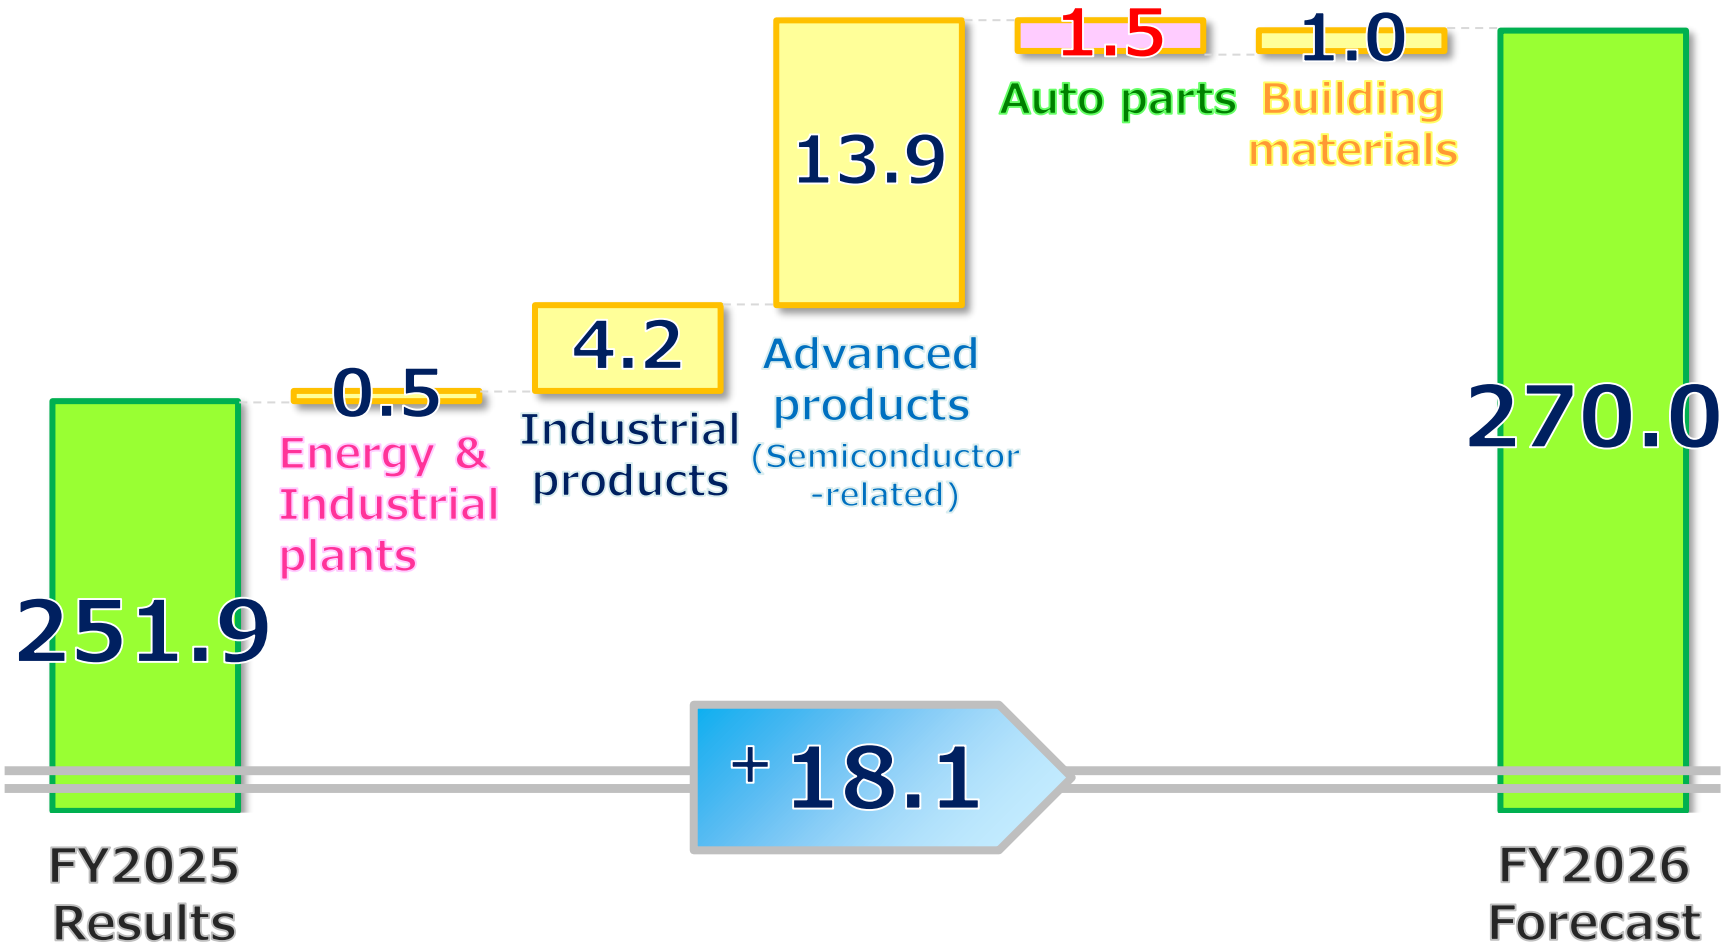 1.5
1.0
Auto parts
Building
materials
13.9
4.2
0.5
Advanced
products
(Semiconductor
-related)
Industrial
products
Energy &
Industrial
plants
270.0
251.9
+18.1
FY2025
Results
FY2026
Forecast